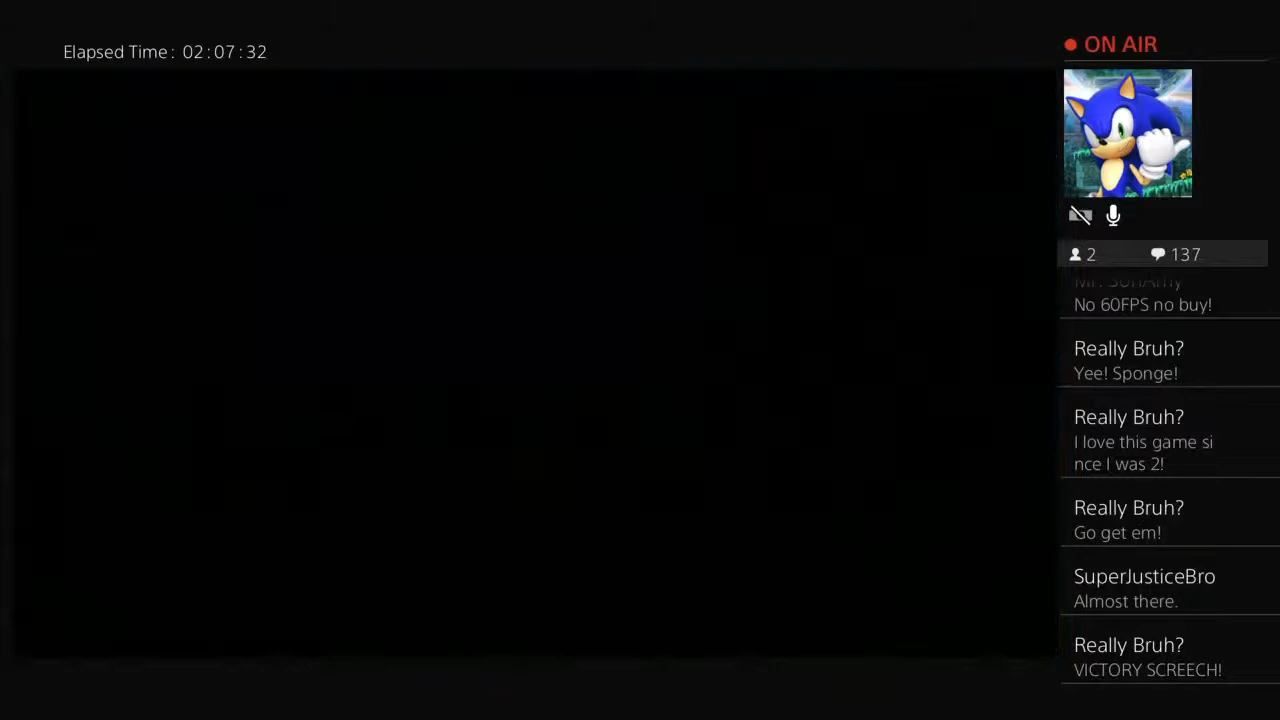 Elapsed Time: 02:07:32
ON AIR
2
137
No 60FPS no buy!
Really Bruh?
Yee! Sponge!
Really Bruh?
I love this game si
nce I was 2!
Really Bruh?
Go get em!
SuperJusticeBro
Almost there.
Really Bruh?
VICTORY SCREECH!